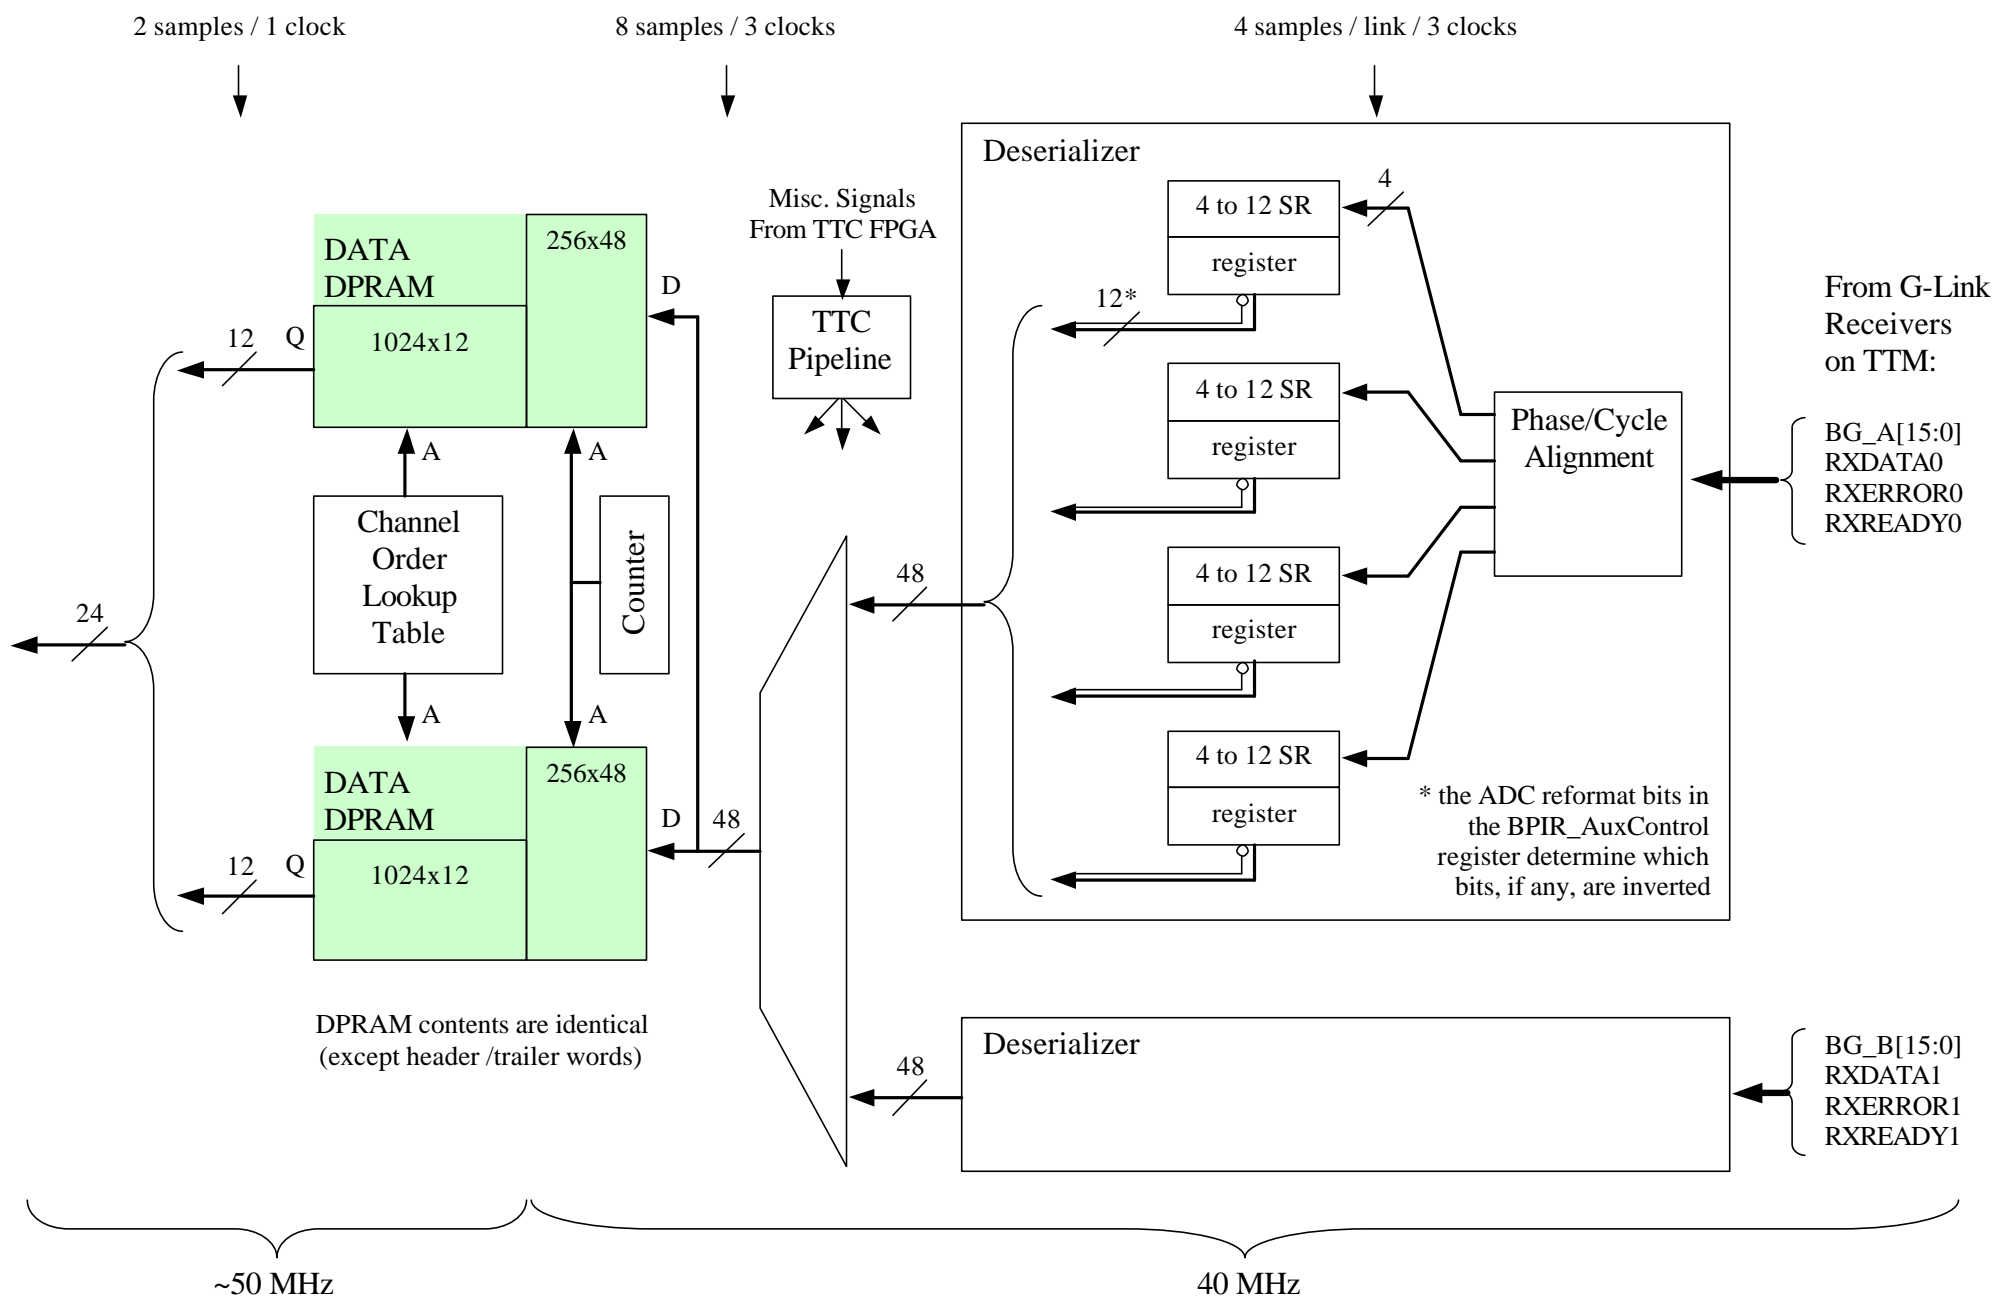 2 samples / 1 clock
8 samples / 3 clocks
4 samples / link / 3 clocks
Deserializer
4 to 12 SR
register
4
12*
4 to 12 SR
register
4 to 12 SR
register
4 to 12 SR
register
Phase/Cycle
Alignment
* the ADC reformat bits in
the BPIR_AuxControl
register determine which
bits, if any, are inverted
From G-Link
Receivers
on TTM:
BG_A[15:0]
RXDATA0
RXERROR0
RXREADY0
Misc. Signals
From TTC FPGA
TTC
Pipeline
DATA
DPRAM
256x48
1024x12
D
12
Q
A
A
Channel
Order
Lookup
Table
Counter
24
48
A
A
DATA
DPRAM
256x48
1024x12
D
48
12
Q
DPRAM contents are identical
(except header /trailer words)
48
Deserializer
BG_B[15:0]
RXDATA1
RXERROR1
RXREADY1
~50 MHz
40 MHz